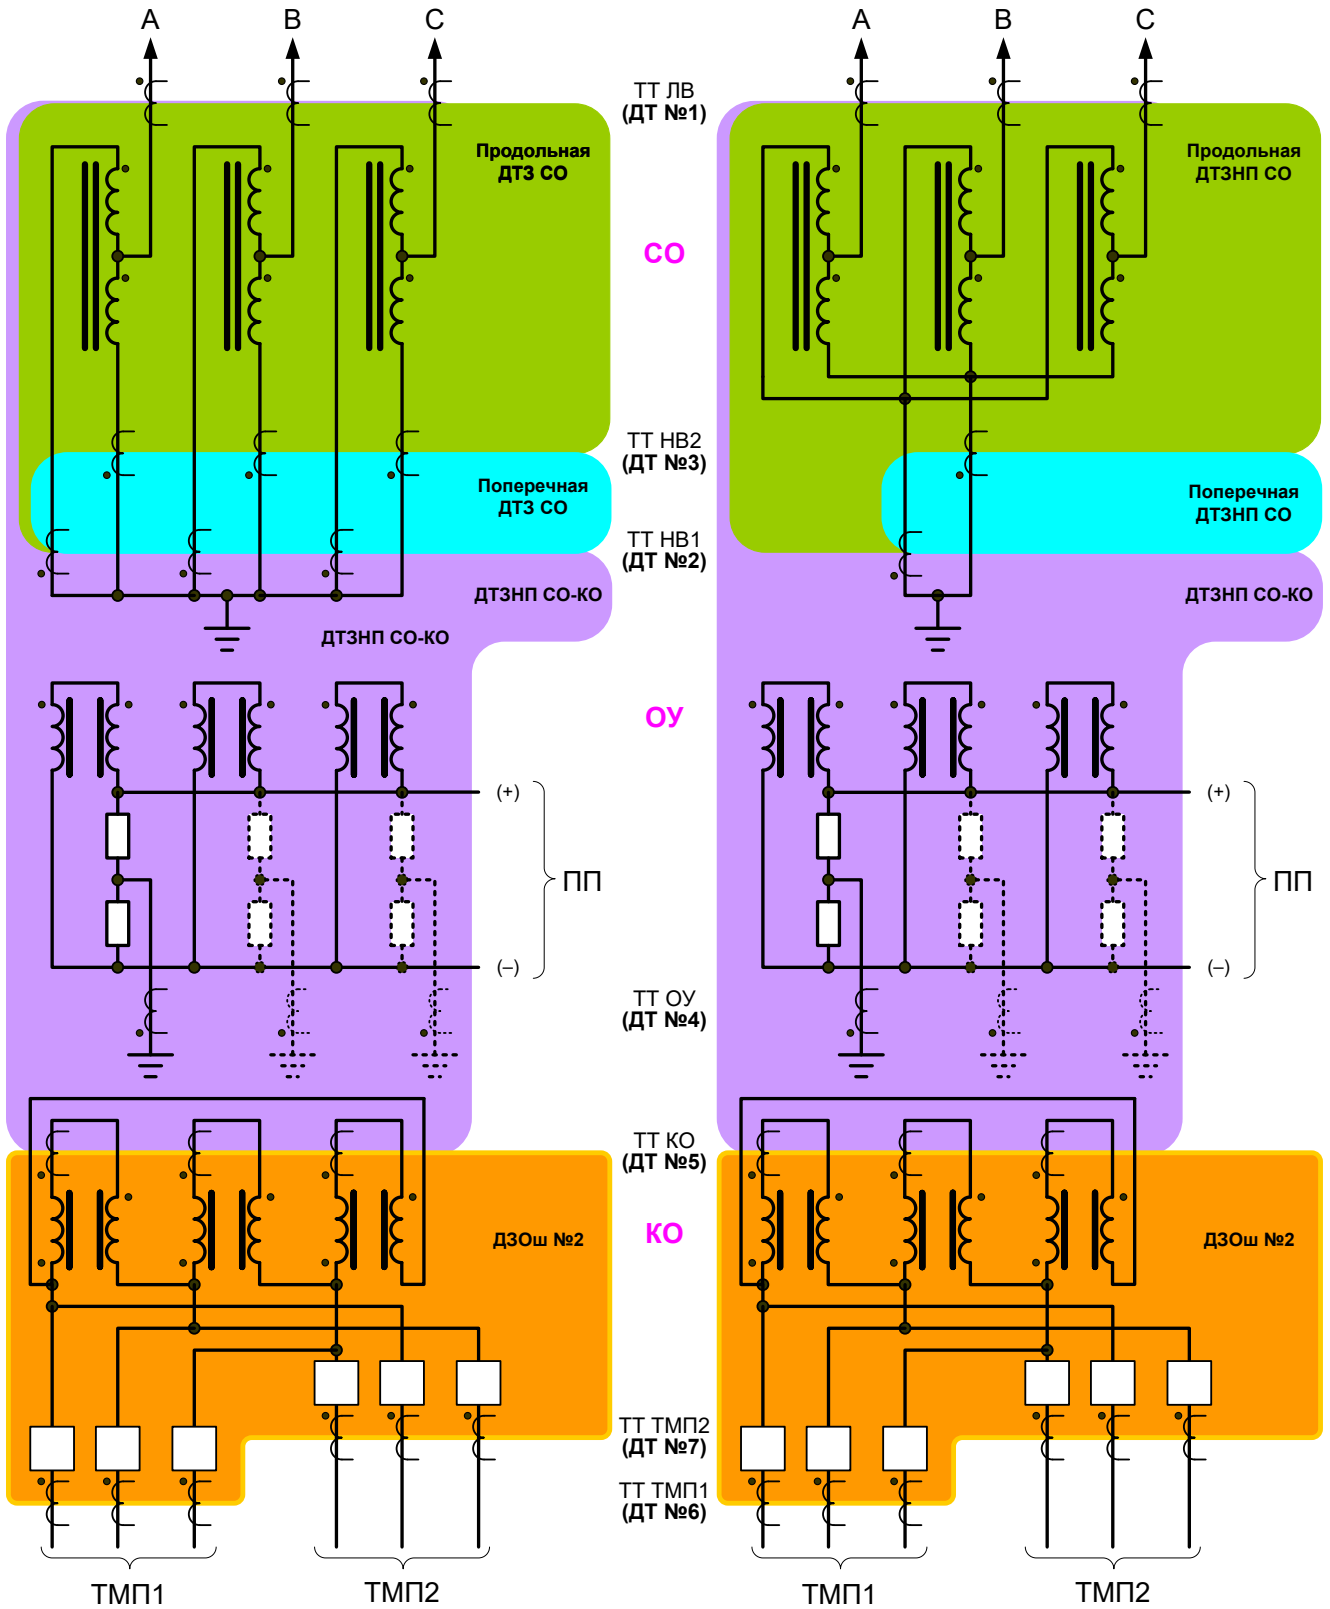 A B C A B C
ТТ ЛВ
(ДТ №1)
Продольная
ДТЗ СО
Продольная
ДТЗНП СО
СО
ТТ НВ2
(ДТ №3)
Поперечная
ДТЗ СО
Поперечная
ДТЗНП СО
ТТ НВ1
(ДТ №2)
ДТЗНП СО-КО
ДТЗНП СО-КО
ДТЗНП СО-КО
ОУ
(+)
(+)
ПП
ПП
(–)
(–)
ТТ ОУ
(ДТ №4)
ТТ КО
(ДТ №5)
КО
ДЗОш №2
ДЗОш №2
ТТ ТМП2
(ДТ №7)
ТТ ТМП1
(ДТ №6)
ТМП1 ТМП2 ТМП1 ТМП2